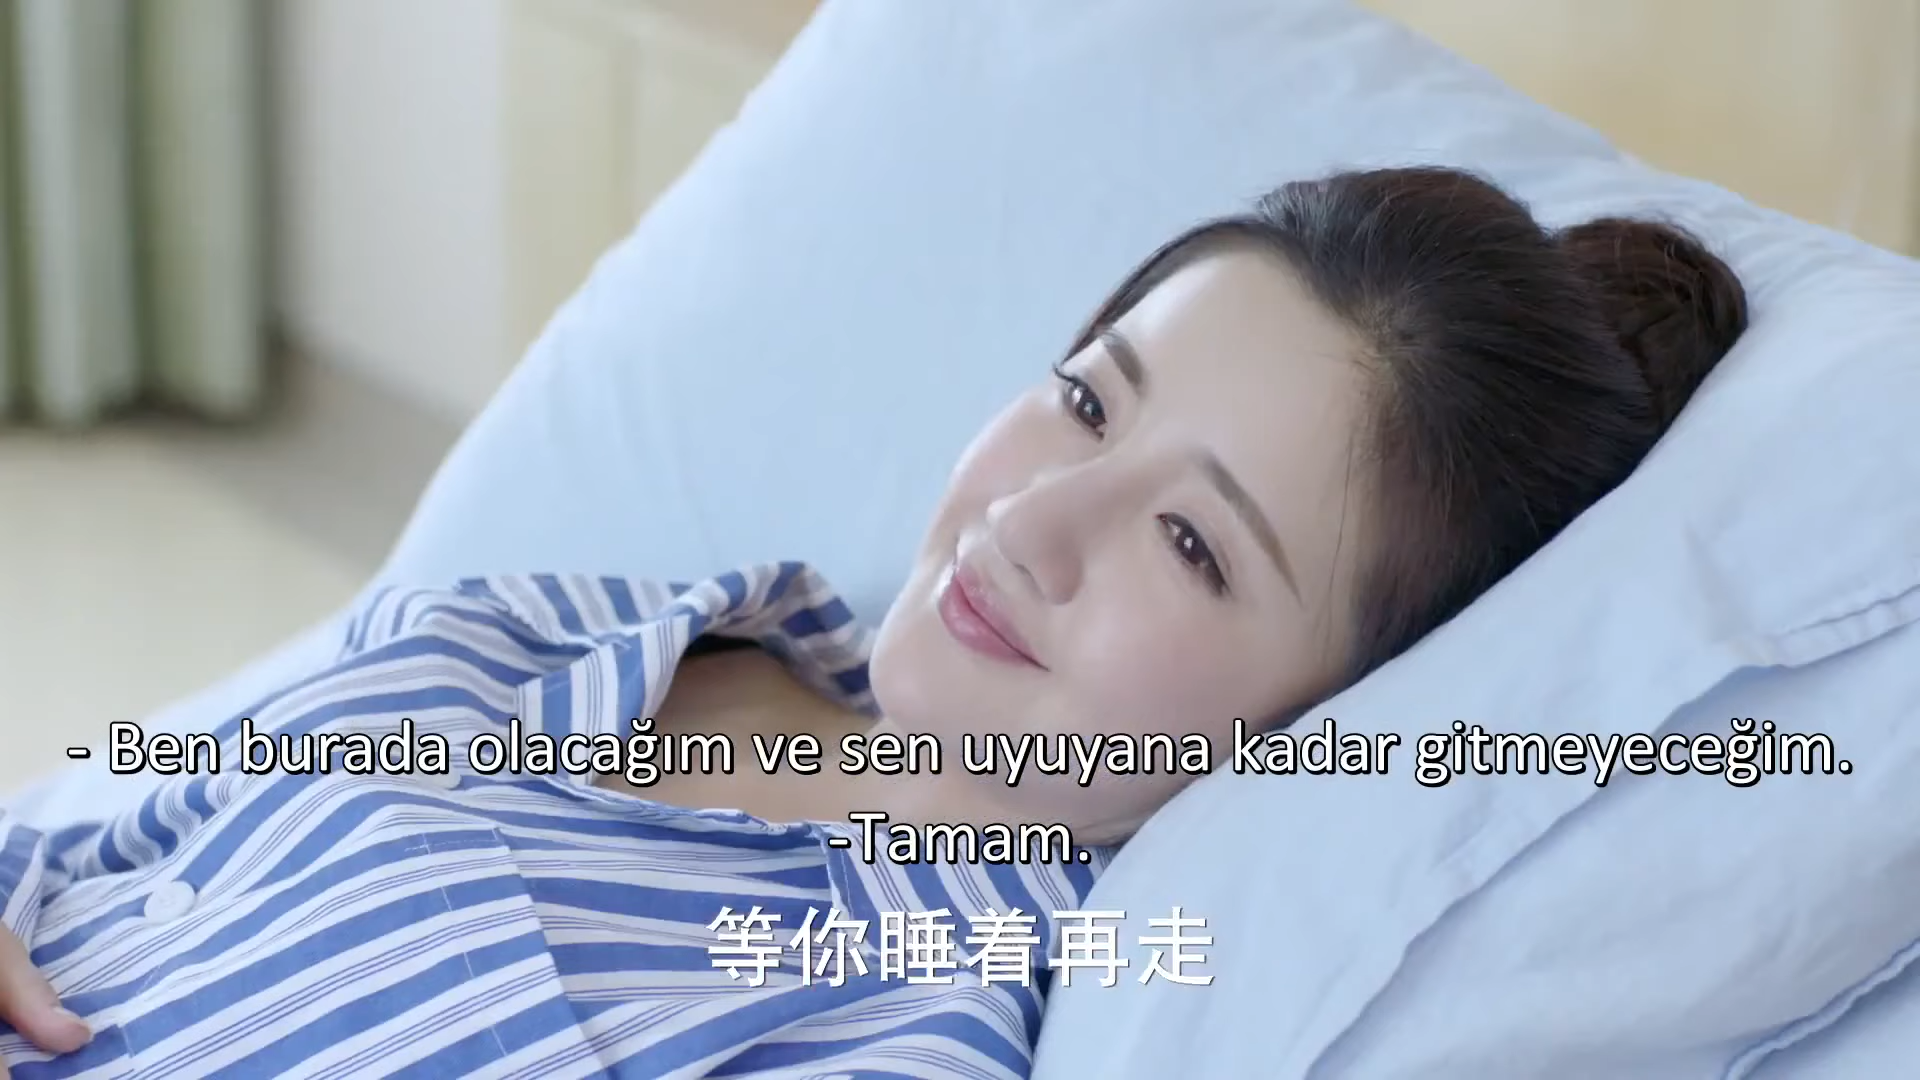 - Ben burada olacağım ve sen uyuyana kadar gitmeyeceğim.
-Tamam.
等你睡着再走